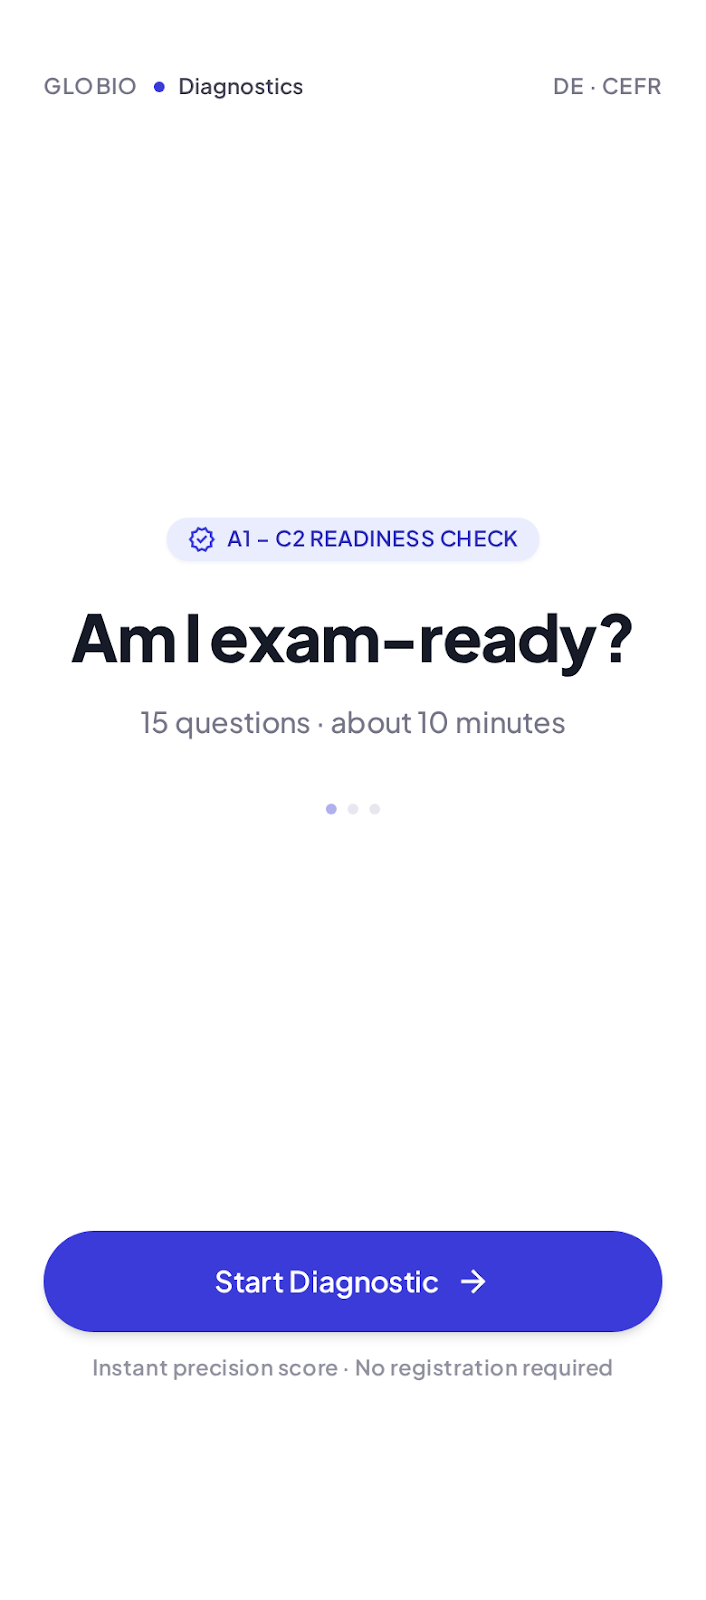 GLOBIO • Diagnostics DE · CEFR
A1 – C2 READINESS CHECK
Am I exam-ready?
15 questions · about 10 minutes
Start Diagnostic →
Instant precision score · No registration required